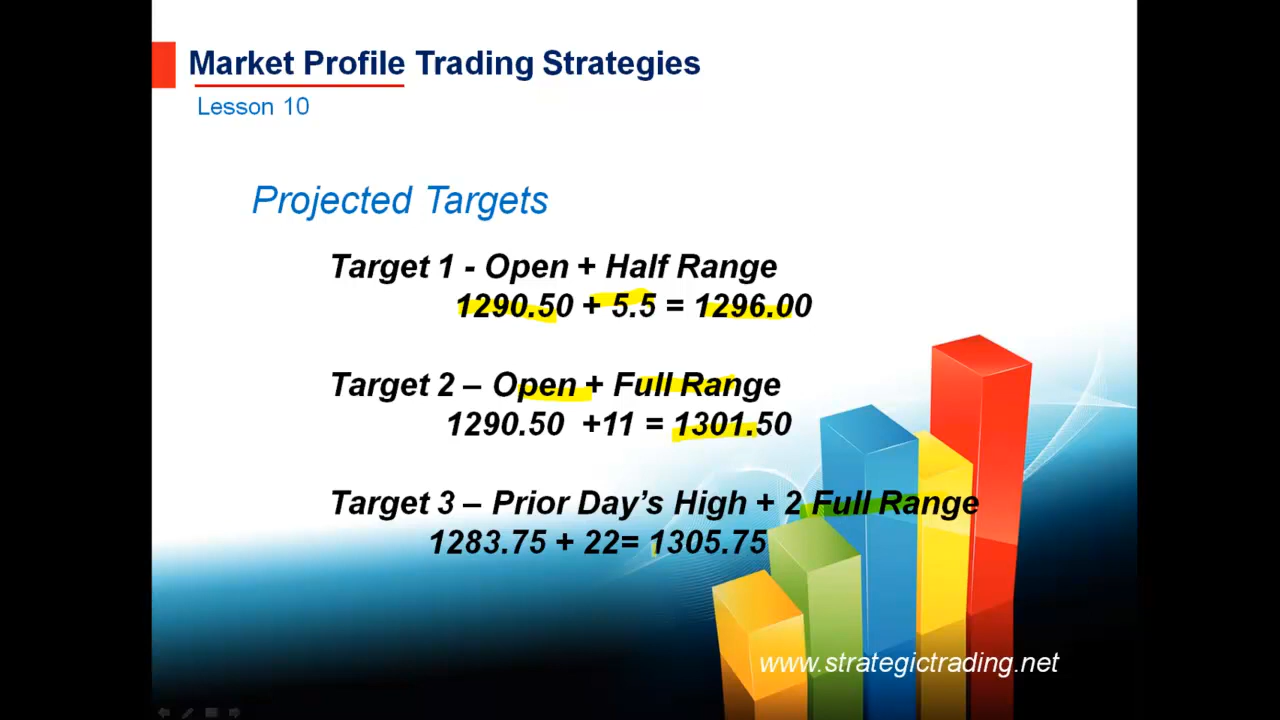 Market Profile Trading Strategies
Lesson 10
Projected Targets
Target 1 - Open + Half Range
1290.50 + 5.5 = 1296.00
Target 2 – Open + Full Range
1290.50 +11 = 1301.50
Target 3 – Prior Day’s High + 2 Full Range
1283.75 + 22= 1305.75
www.strategictrading.net